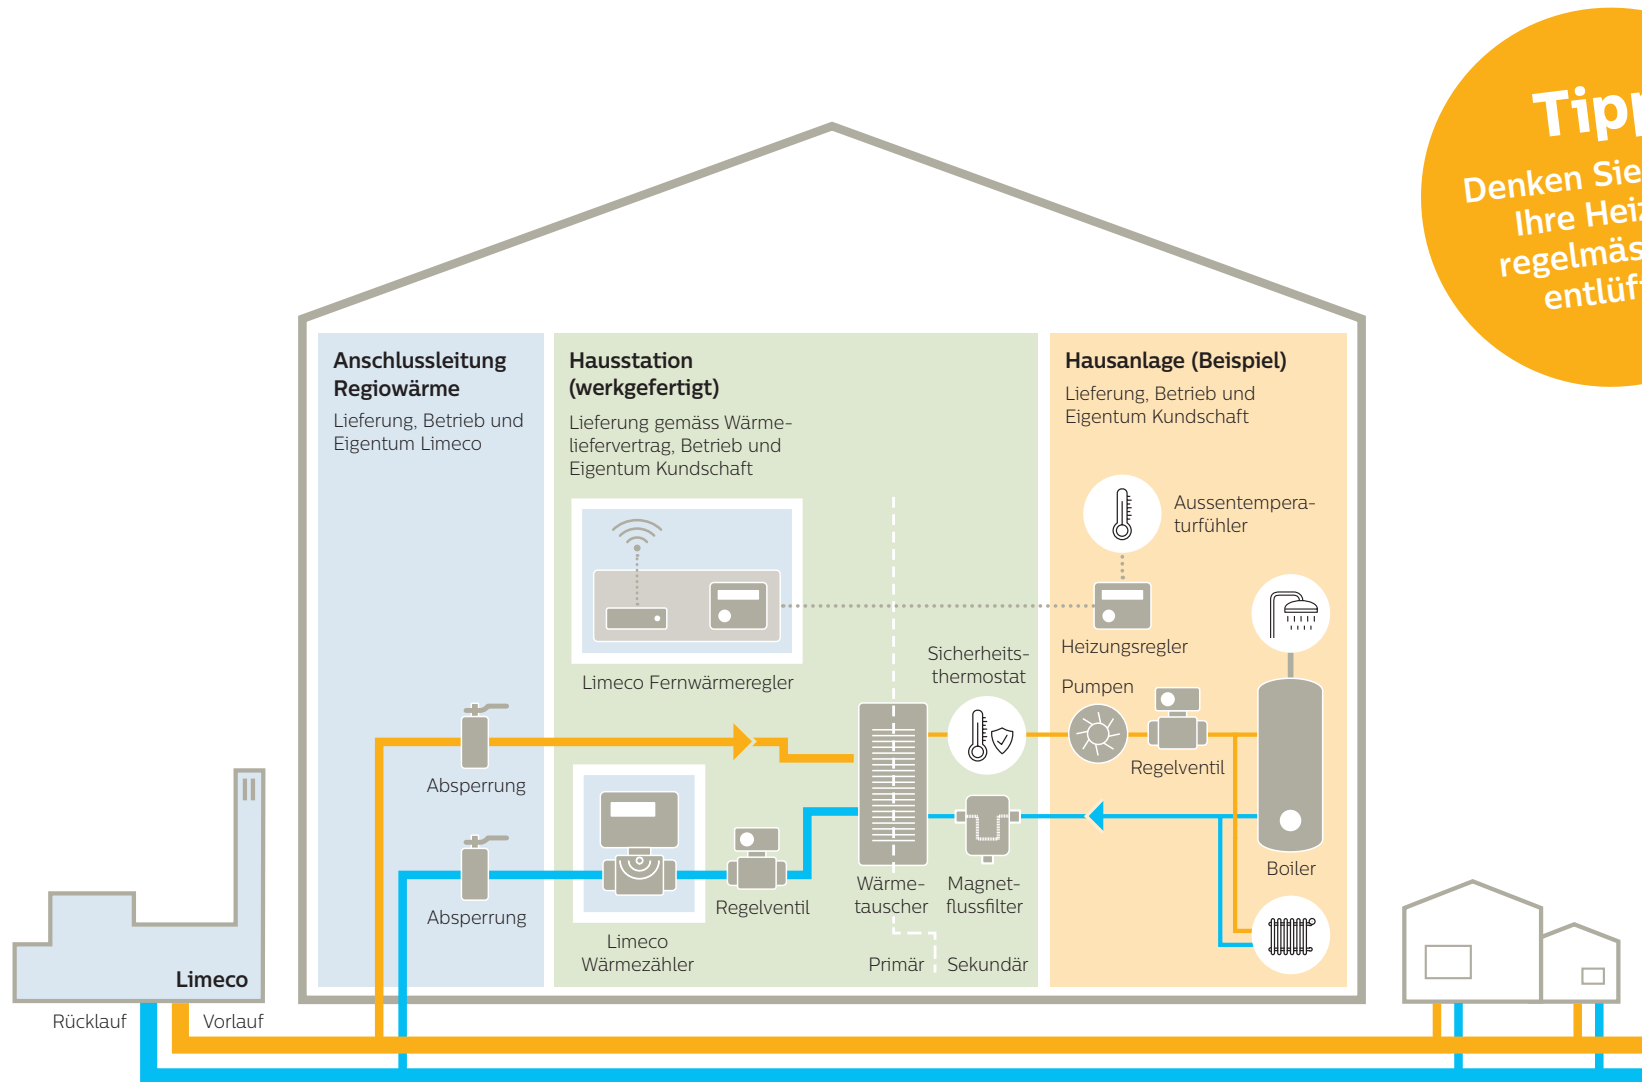 Tipp
Denken Sie
Ihre
regelmäs
entlüf
Anschlussleitung
Regiowärme
Lieferung, Betrieb und
Eigentum Limeco
Hausstation
(werkgefertigt)
Lieferung gemäss Wärme-
liefervertrag, Betrieb und
Eigentum Kundschaft
Hausanlage (Beispiel)
Lieferung, Betrieb und
Eigentum Kundschaft
Aussentempera-
turfühler
Heizungsregler
Limeco Fernwärmeregler
Sicherheits-
thermostat
Pumpen
Regelventil
Absperrung
Absperrung
Limeco
Wärmezähler
Regelventil
Wärme-
tauscher
Magnet-
flussfilter
Boiler
Primär
Sekundär
Limeco
Rücklauf
Vorlauf